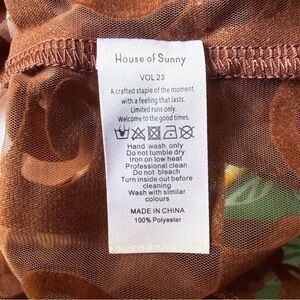 House of Sunny
VOL23
A crafted staple of the moment,
with a feeling that lasts.
Limited runs only.
Welcome to the good times.
Hand wash only
Do not tumble dry
Iron on low heat
Professional clean
Do not bleach
Turn inside out before
cleaning
Wash with similar
colours
MADE IN CHINA
100% Polyester